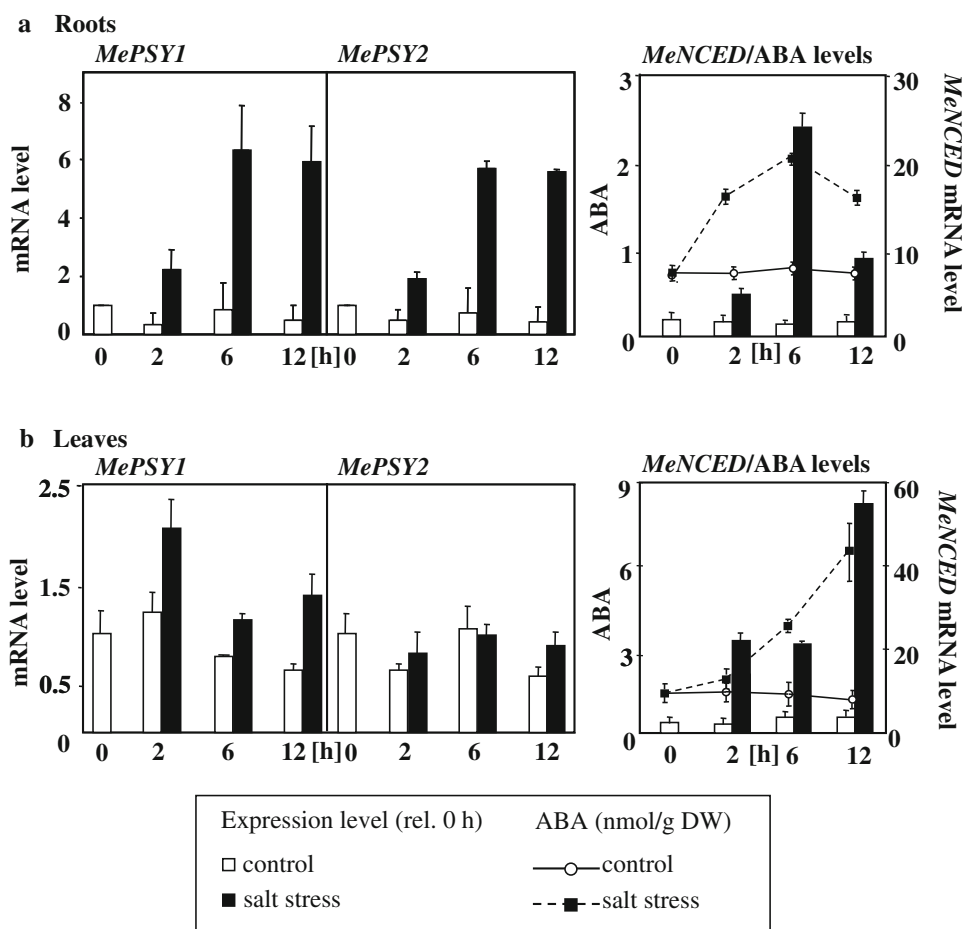 a Roots
MePSY1 MePSY2 MeNCED/ABA levels
mRNA level
8
6
4
2
0
0 2 6 12 [h] 0 2 6 12
ABA
3
2
1
0
30
20
10
0
MeNCED mRNA level
0 2 [h] 6 12
b Leaves
MePSY1 MePSY2 MeNCED/ABA levels
mRNA level
2.5
1.5
0.5
0
0 2 6 12 [h] 0 2 6 12
ABA
9
6
3
0
60
40
20
0
MeNCED mRNA level
0 2 [h] 6 12
Expression level (rel. 0 h) ABA (nmol/g DW)
control control
salt stress salt stress